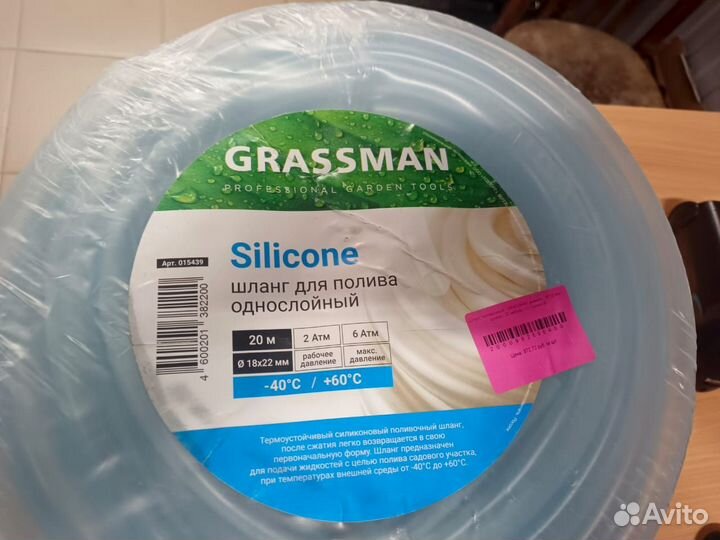 GRASSMAN
PROFESSIONAL GARDEN TOOLS
Арт. 015439
Silicone
шланг для полива
однослойный
4 600201 382200
20 м
2 Атм
6 Атм
Ø 18x22 мм
рабочее давление
макс. давление
-40°C / +60°C
Термоустойчивый силиконовый поливочный шланг,
после сжатия легко возвращается в свою
первоначальную форму. Шланг предназначен
для подачи жидкостей с целью полива садового участка,
при температурах внешней среды от -40°C до +60°C.
Avito